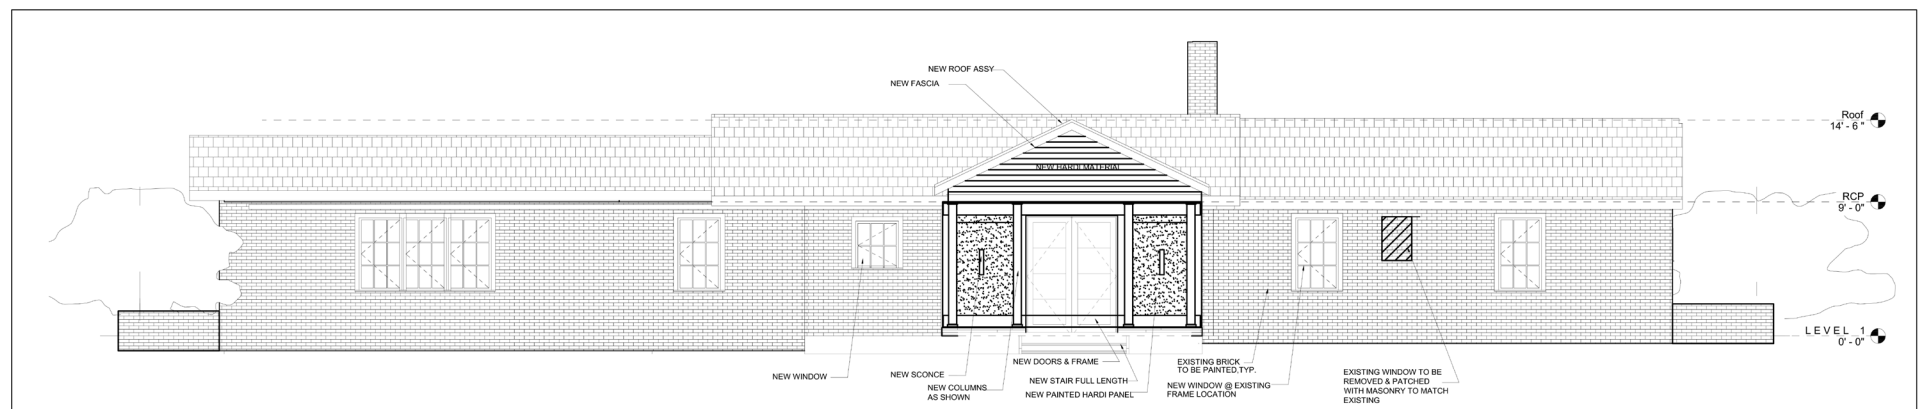 NEW ROOF ASSY
NEW FASCIA
NEW HARDI MATERIAL
Roof
14' - 6 "
RCP
9' - 0"
LEVEL 1
0' - 0"
NEW WINDOW
NEW SCONCE
NEW COLUMNS
AS SHOWN
NEW DOORS & FRAME
NEW STAIR FULL LENGTH
NEW PAINTED HARDI PANEL
EXISTING BRICK
TO BE PAINTED,TYP.
NEW WINDOW @ EXISTING
FRAME LOCATION
EXISTING WINDOW TO BE
REMOVED & PATCHED
WITH MASONRY TO MATCH
EXISTING